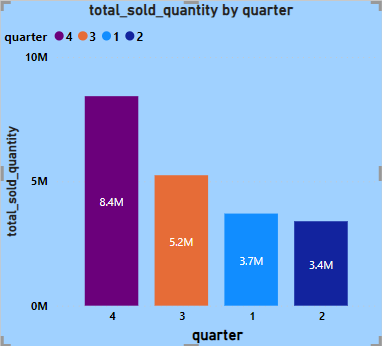 total_sold_quantity by quarter
quarter 4 3 1 2
10M
5M
0M
total_sold_quantity
8.4M
5.2M
3.7M
3.4M
4 3 1 2
quarter